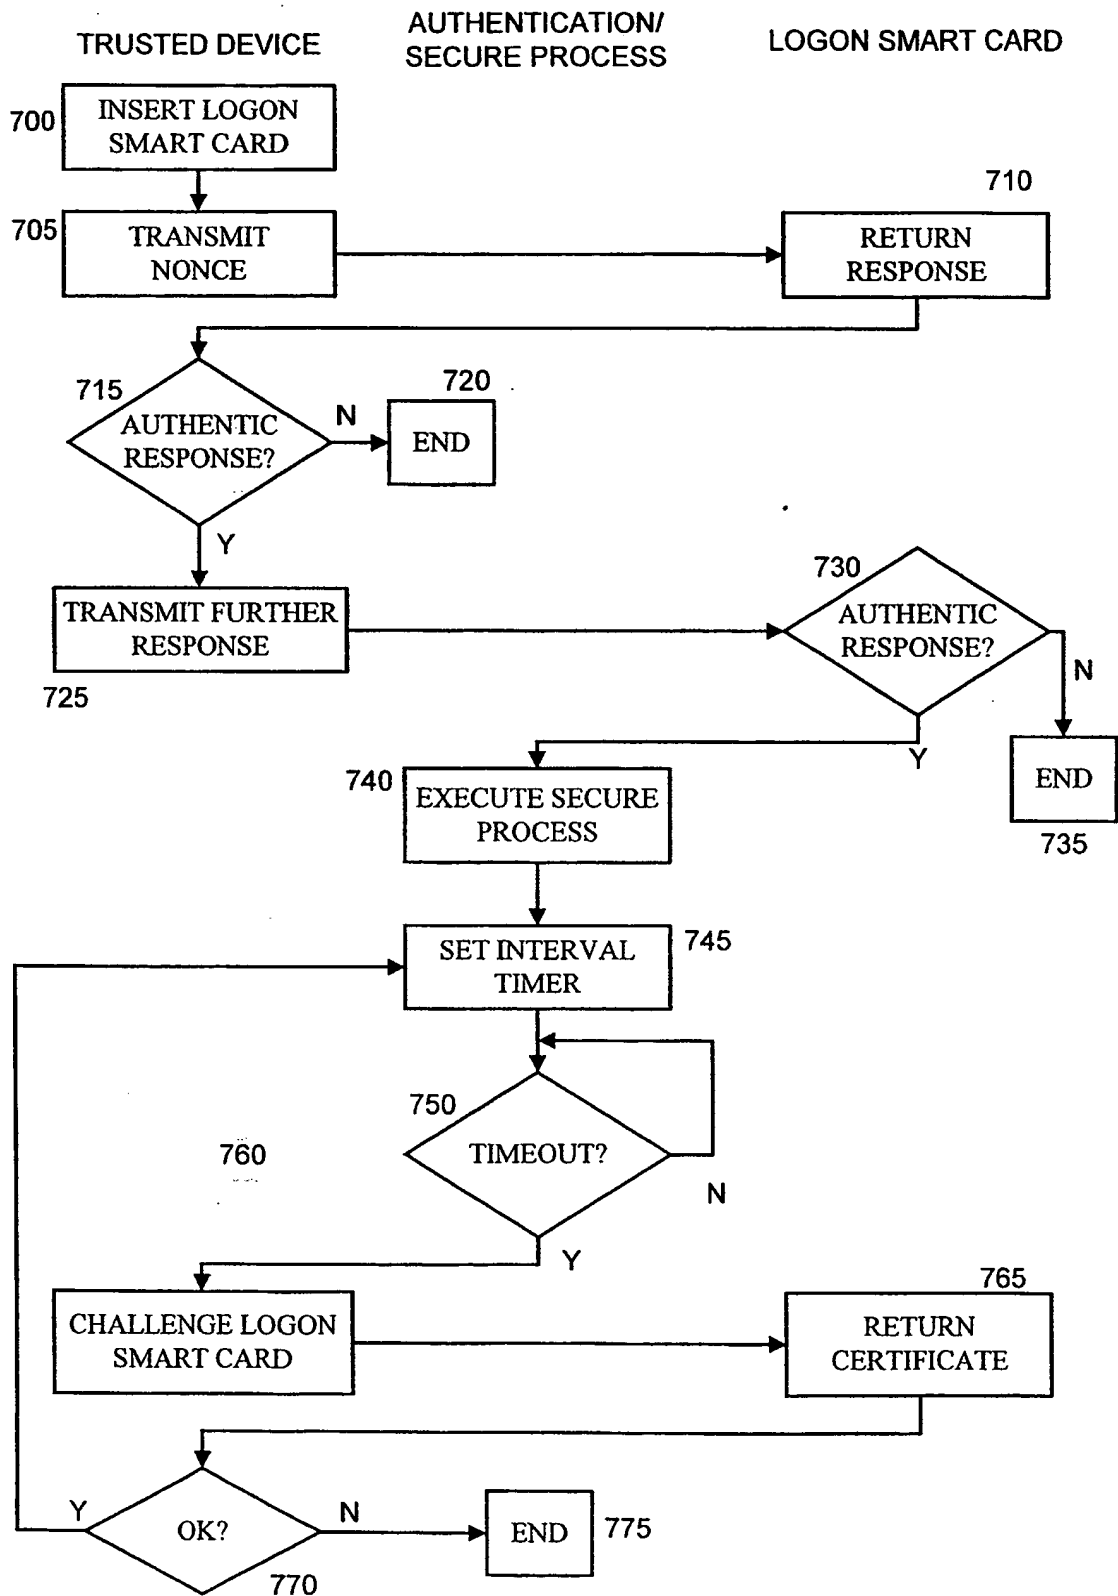 TRUSTED DEVICE
AUTHENTICATION/
SECURE PROCESS
LOGON SMART CARD
700
INSERT LOGON
SMART CARD
705
TRANSMIT
NONCE
710
RETURN
RESPONSE
715
AUTHENTIC
RESPONSE?
N
720
END
Y
TRANSMIT FURTHER
RESPONSE
725
730
AUTHENTIC
RESPONSE?
N
Y
END
735
740
EXECUTE SECURE
PROCESS
SET INTERVAL
TIMER
745
750
TIMEOUT?
N
760
Y
CHALLENGE LOGON
SMART CARD
765
RETURN
CERTIFICATE
Y
OK?
N
770
END
775